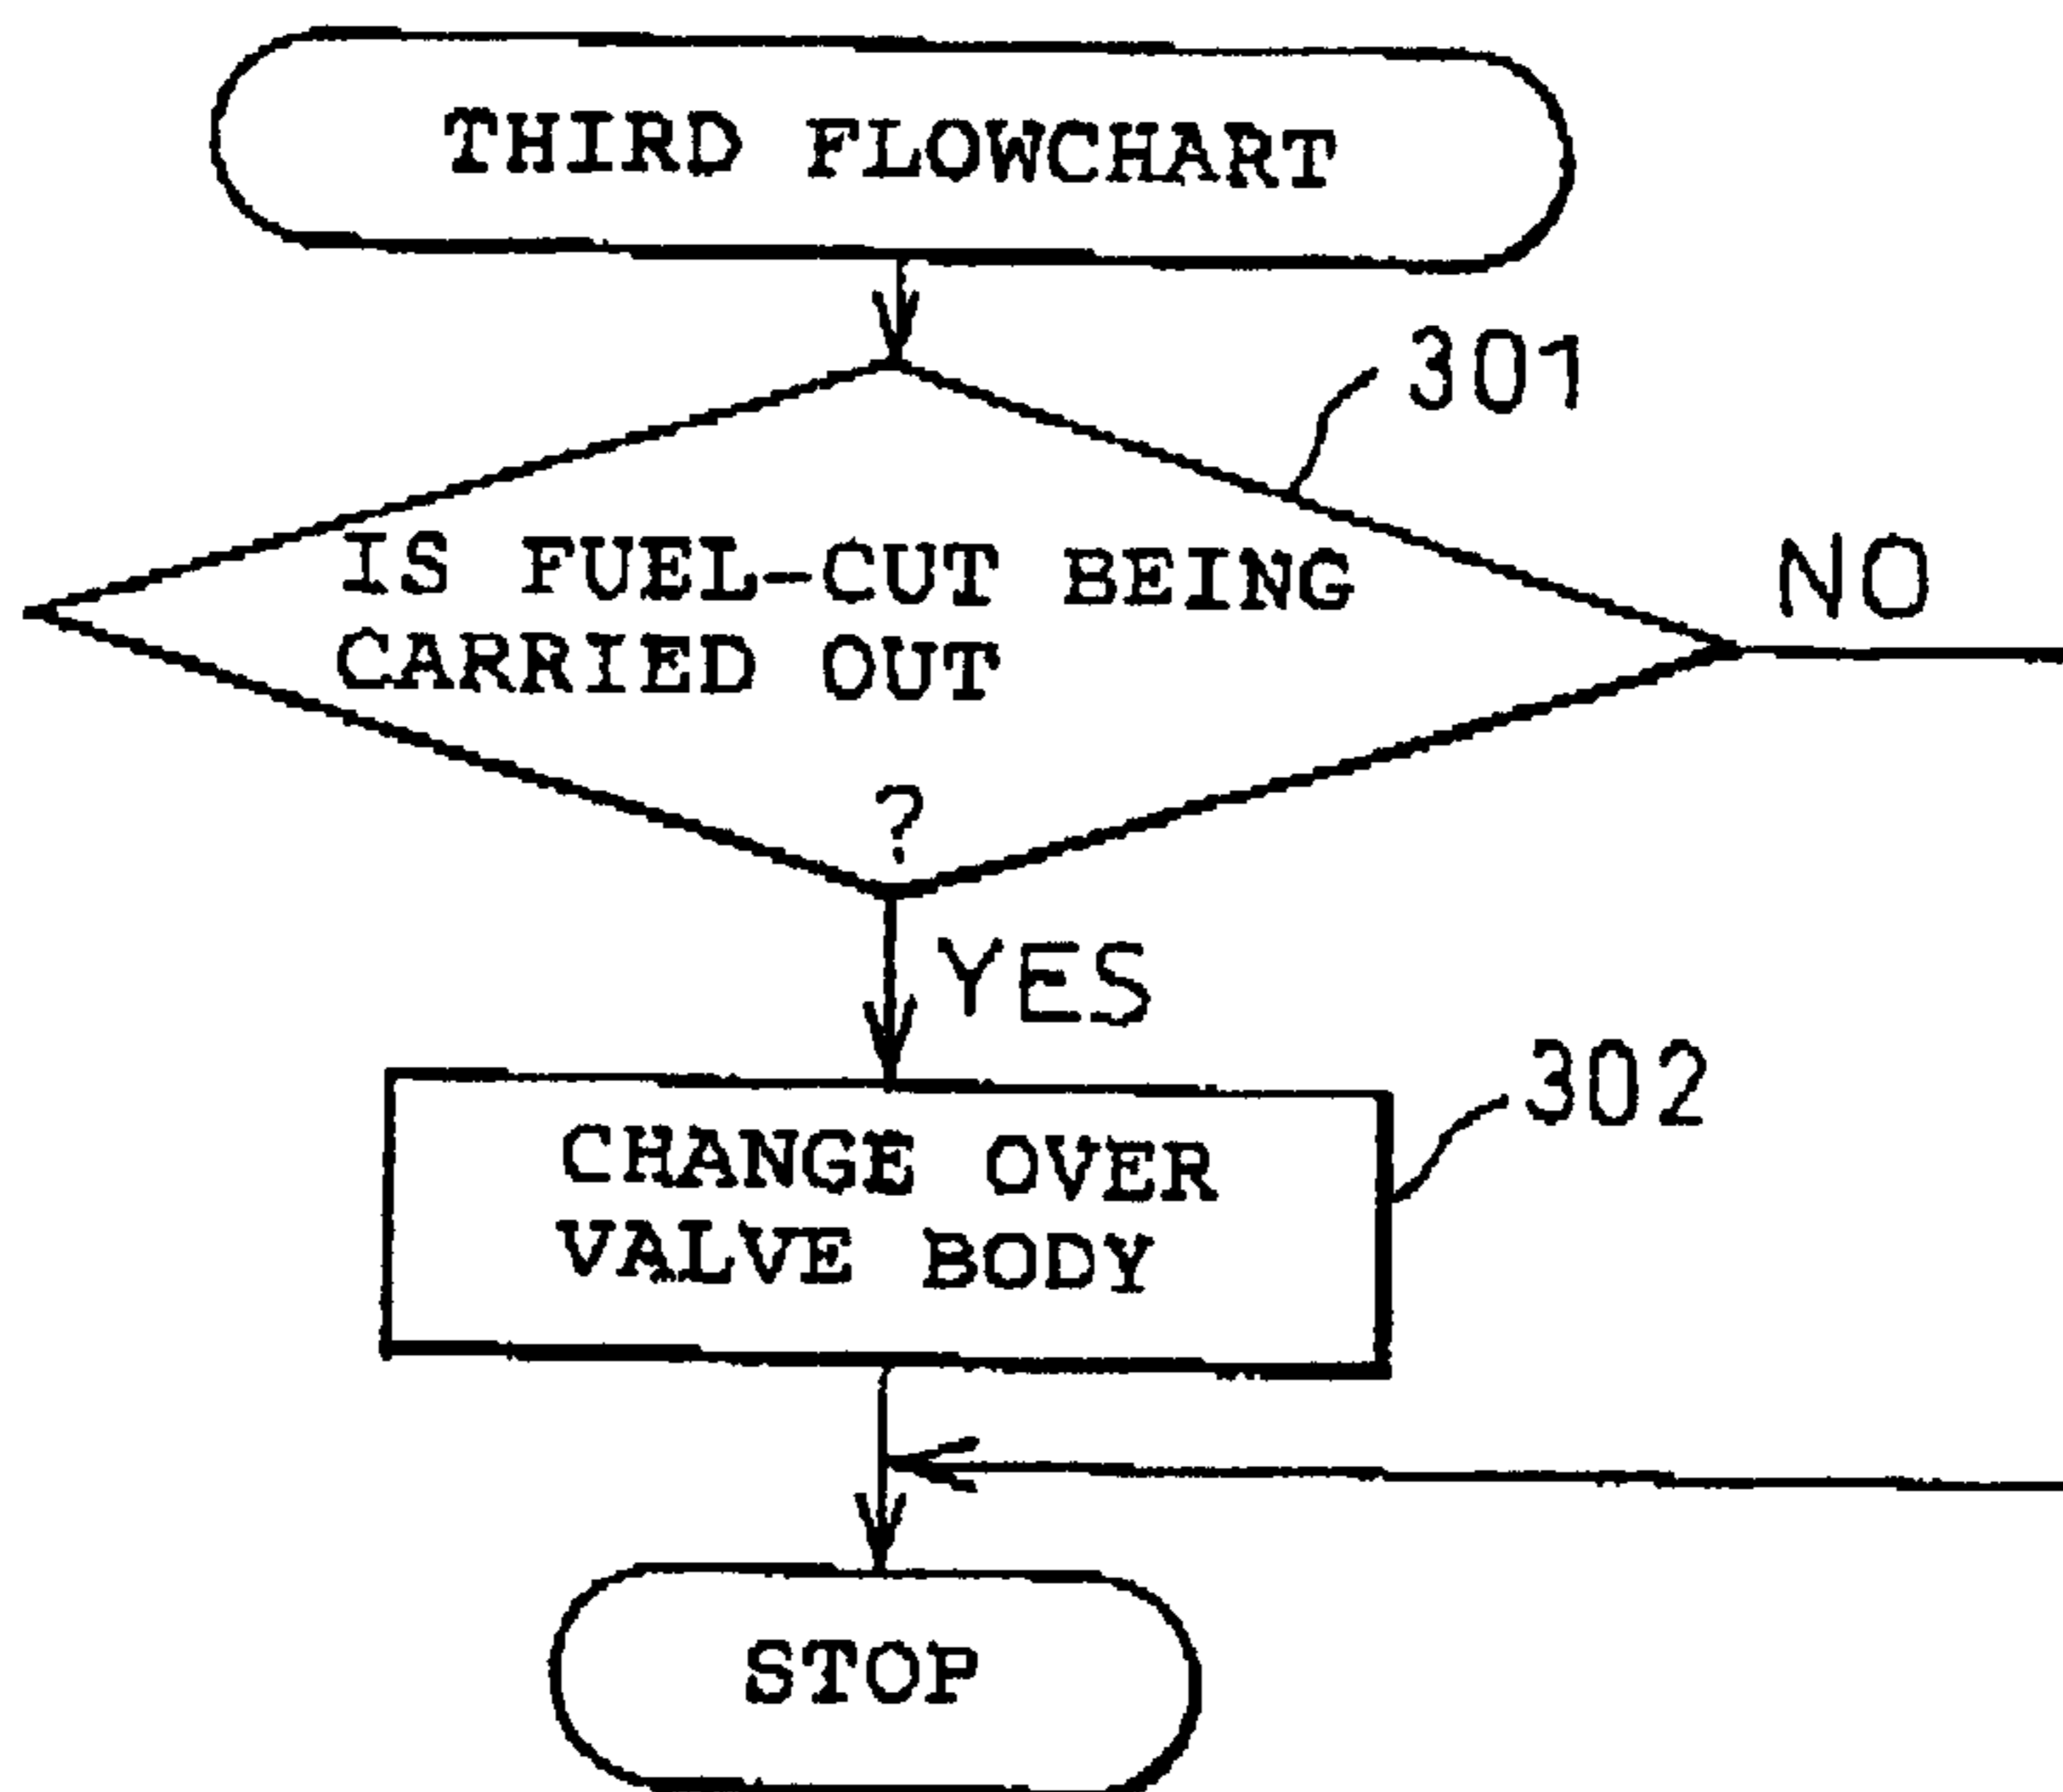 THIRD FLOWCHART
301
IS FUEL-CUT BEING
CARRIED OUT
?
NO
YES
302
CHANGE OVER
VALVE BODY
STOP